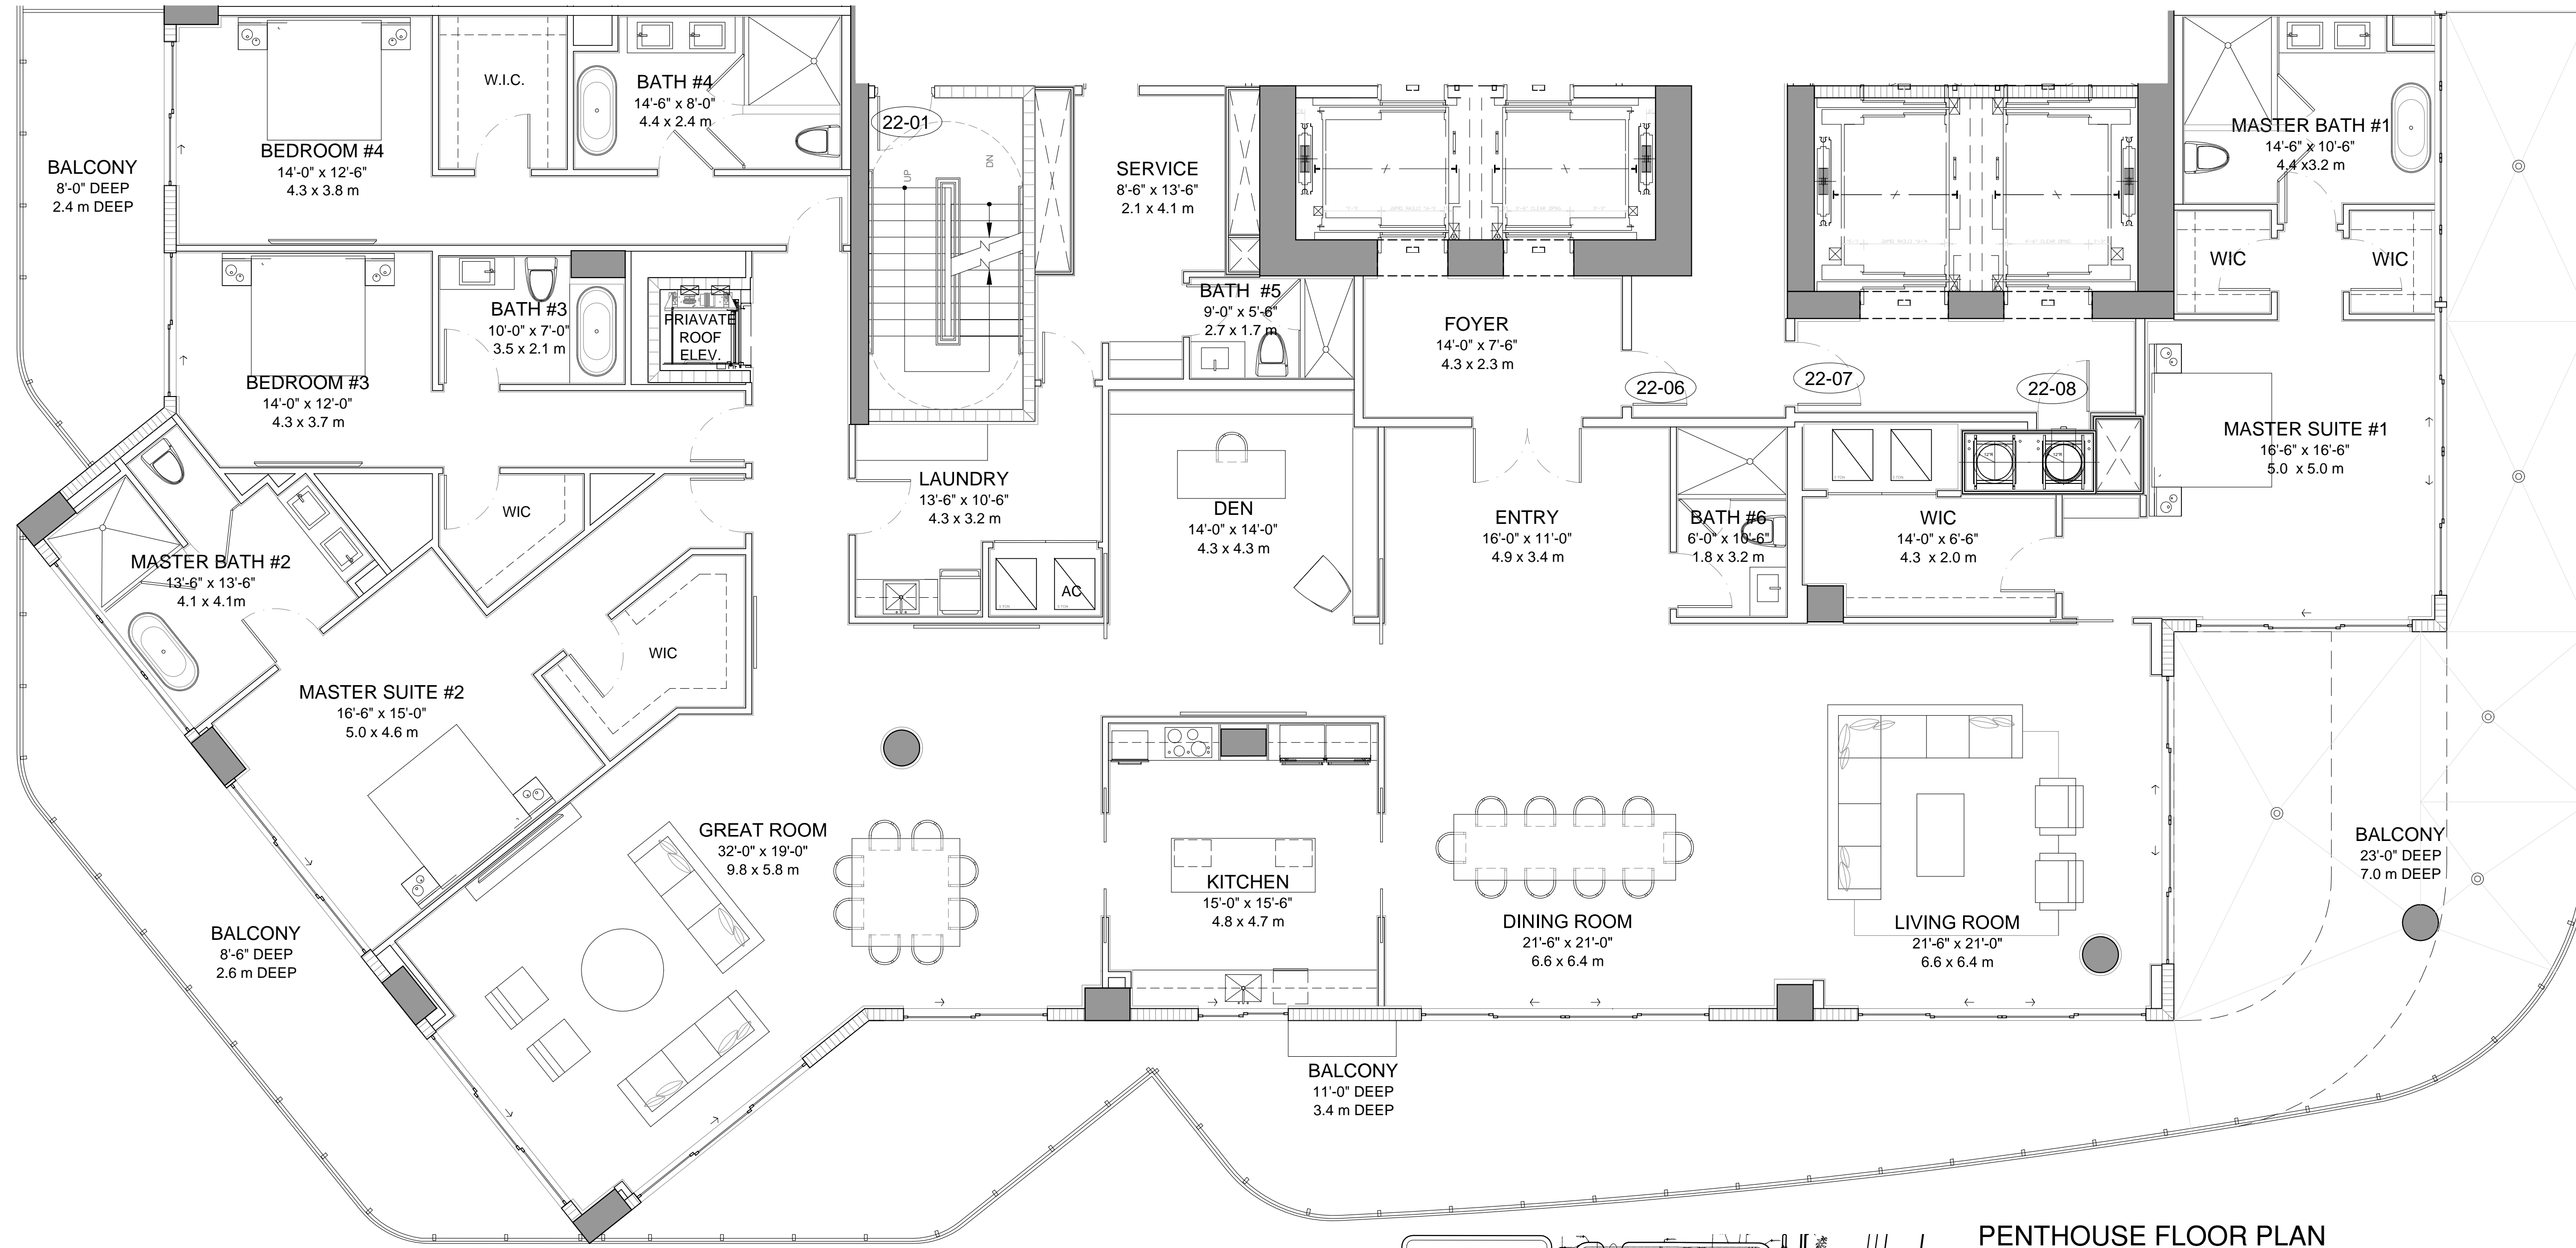 W.I.C.
BATH #4
14'-6" x 8'-0"
4.4 x 2.4 m
22-01
UP
DN
BEDROOM #4
14'-0" x 12'-6"
4.3 x 3.8 m
BALCONY
8'-0" DEEP
2.4 m DEEP
SERVICE
8'-6" x 13'-6"
2.1 x 4.1 m
MASTER BATH #1
14'-6" x 10'-6"
4.4 x3.2 m
WIC
WIC
BATH #3
10'-0" x 7'-0"
3.5 x 2.1 m
PRIAVATE
ROOF
ELEV.
BATH #5
9'-0" x 5'-6"
2.7 x 1.7 m
FOYER
14'-0" x 7'-6"
4.3 x 2.3 m
22-06
22-07
22-08
BEDROOM #3
14'-0" x 12'-0"
4.3 x 3.7 m
MASTER SUITE #1
16'-6" x 16'-6"
5.0 x 5.0 m
WIC
LAUNDRY
13'-6" x 10'-6"
4.3 x 3.2 m
DEN
14'-0" x 14'-0"
4.3 x 4.3 m
ENTRY
16'-0" x 11'-0"
4.9 x 3.4 m
BATH #6
6'-0" x 10'-6"
1.8 x 3.2 m
WIC
14'-0" x 6'-6"
4.3 x 2.0 m
MASTER BATH #2
13'-6" x 13'-6"
4.1 x 4.1m
AC
WIC
MASTER SUITE #2
16'-6" x 15'-0"
5.0 x 4.6 m
GREAT ROOM
32'-0" x 19'-0"
9.8 x 5.8 m
KITCHEN
15'-0" x 15'-6"
4.8 x 4.7 m
DINING ROOM
21'-6" x 21'-0"
6.6 x 6.4 m
LIVING ROOM
21'-6" x 21'-0"
6.6 x 6.4 m
BALCONY
23'-0" DEEP
7.0 m DEEP
BALCONY
8'-6" DEEP
2.6 m DEEP
BALCONY
11'-0" DEEP
3.4 m DEEP
PENTHOUSE FLOOR PLAN